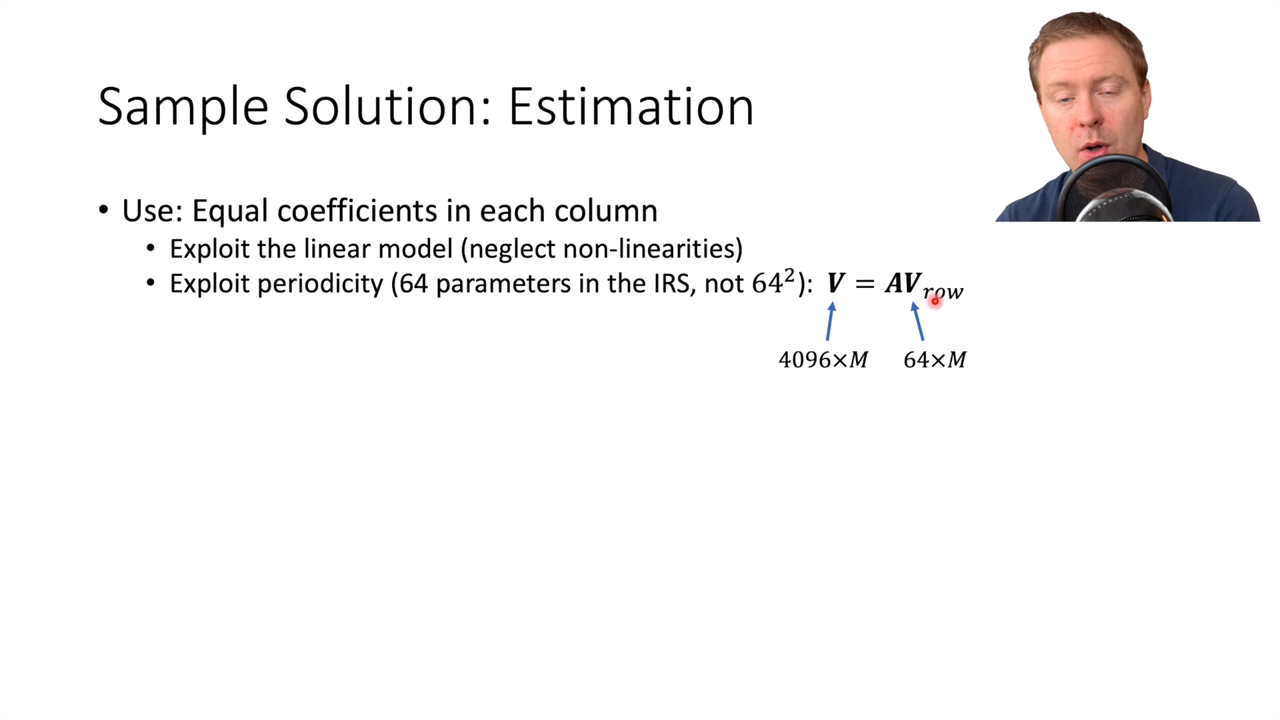 Sample Solution: Estimation
• Use: Equal coefficients in each column
• Exploit the linear model (neglect non-linearities)
• Exploit periodicity (64 parameters in the IRS, not 64²): V = AV_row
4096×M 64×M